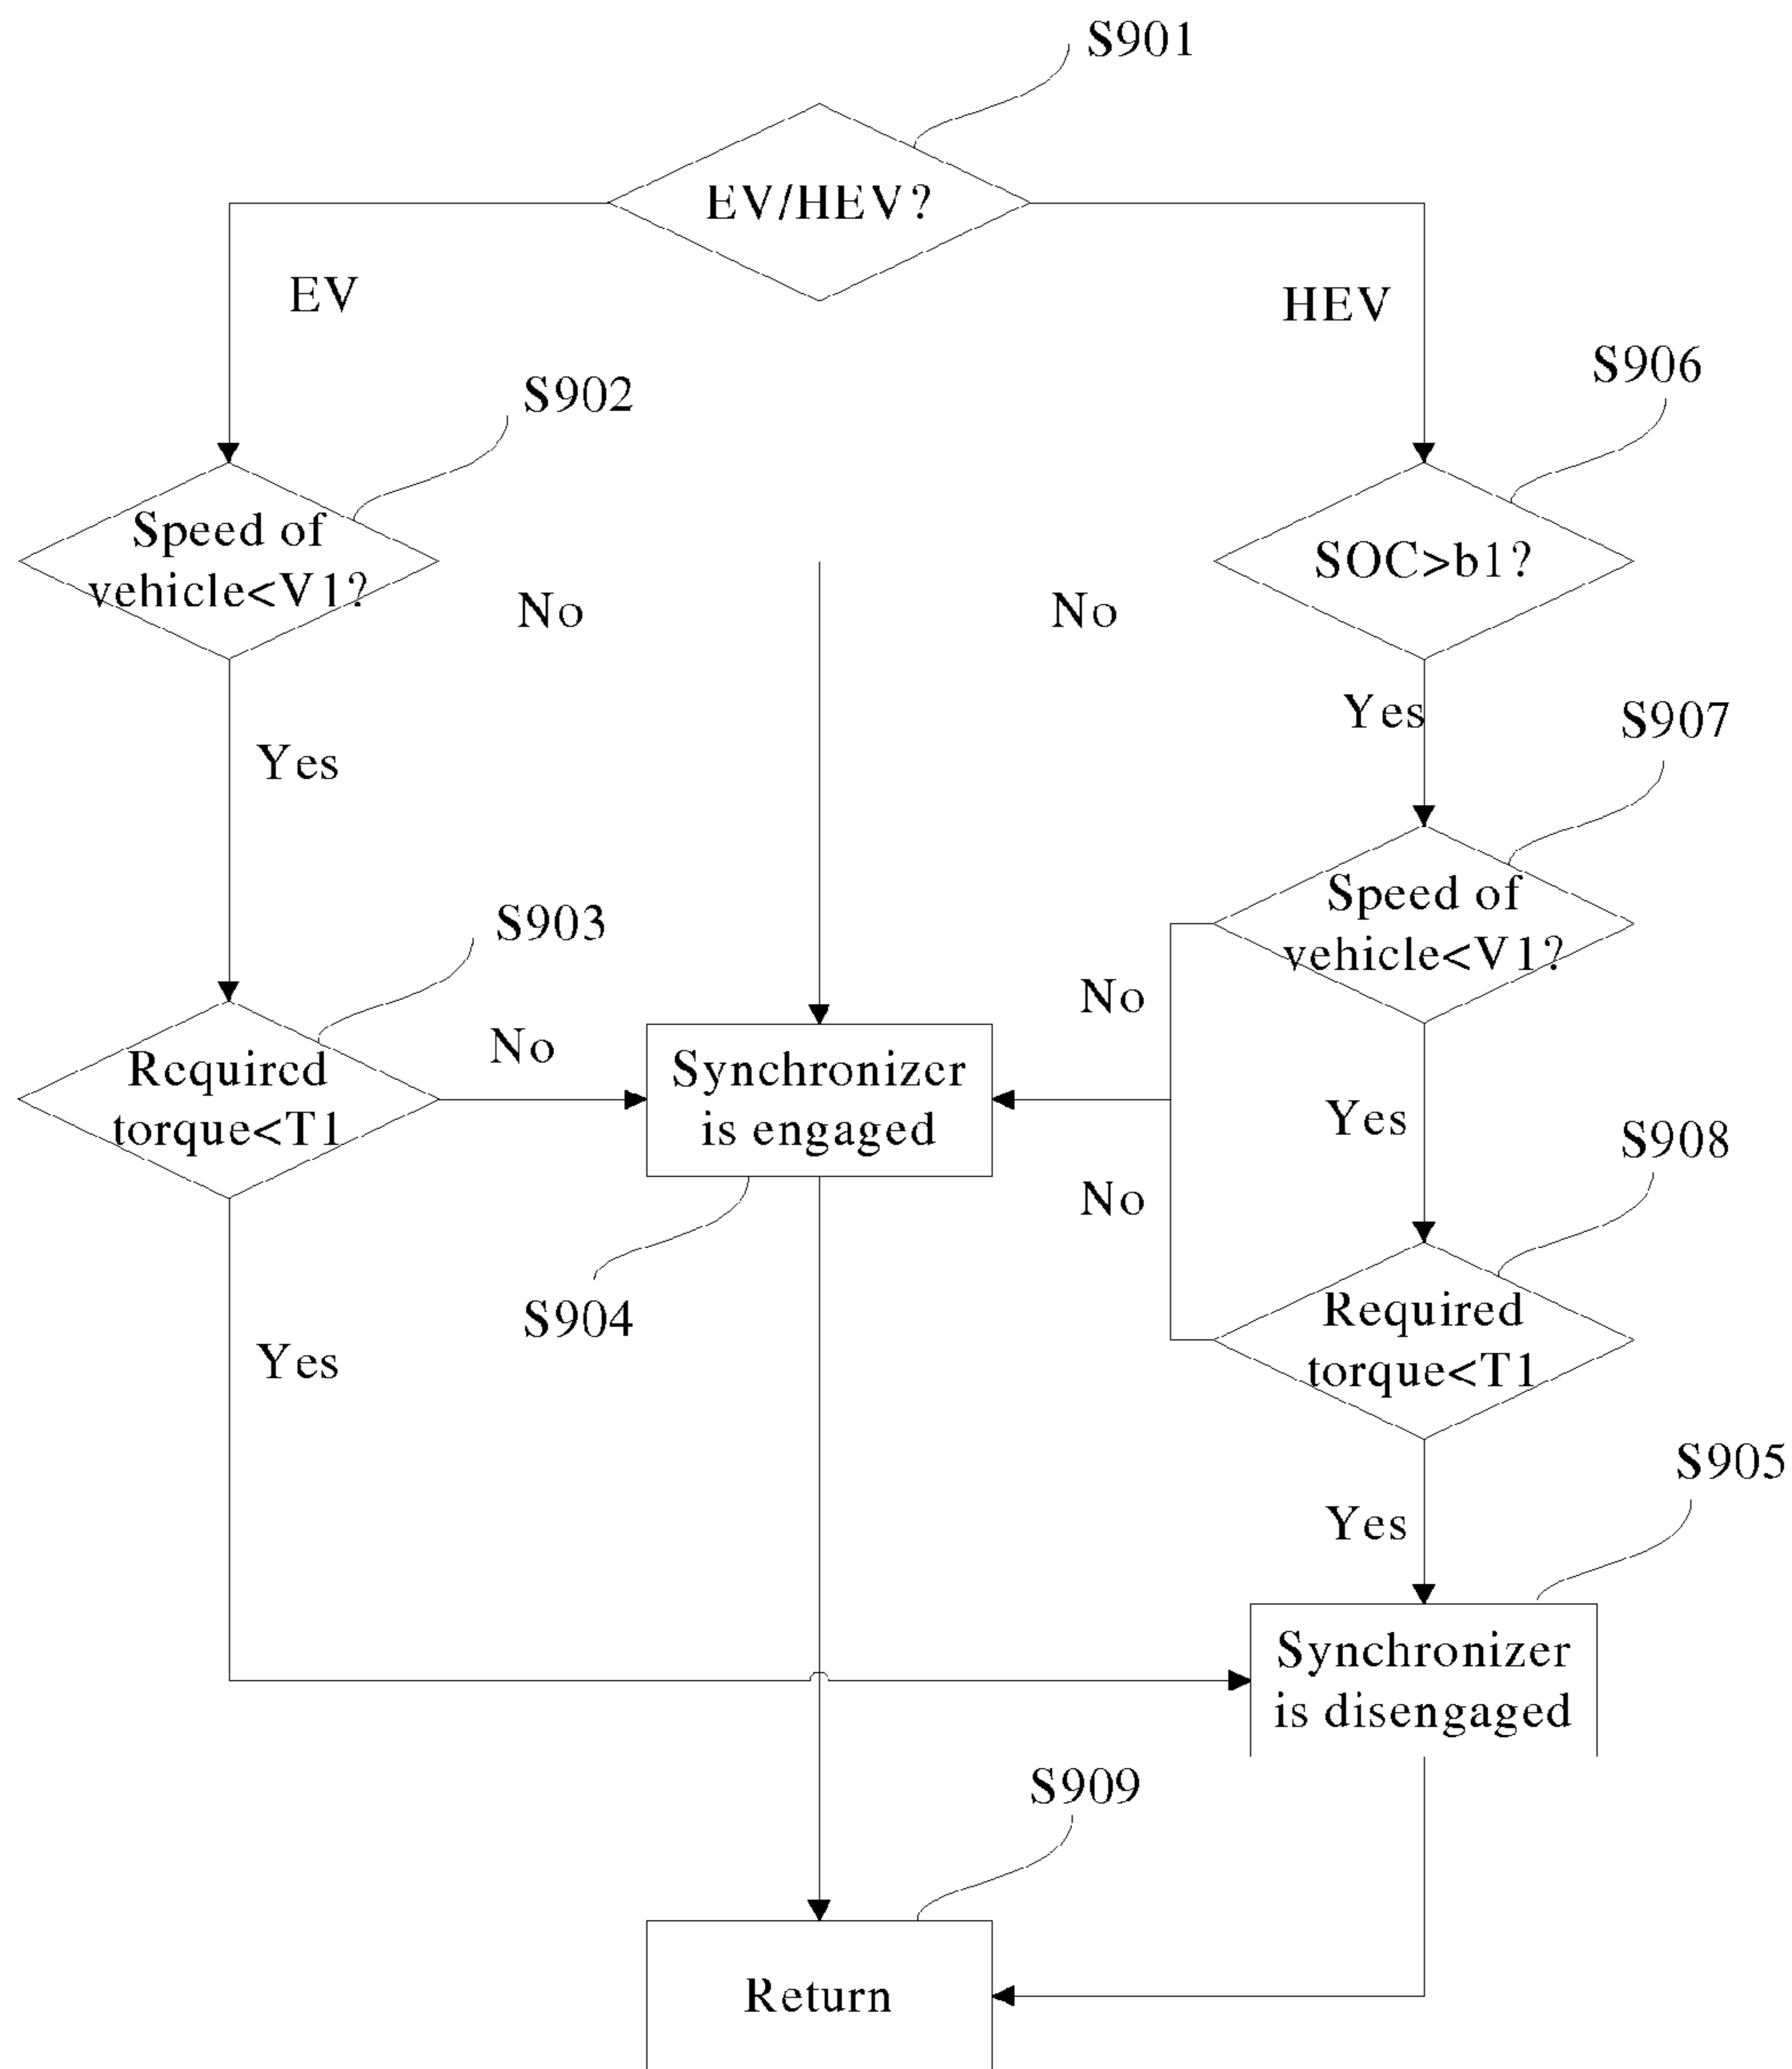 S901
EV/HEV?
EV
HEV
S906
S902
Speed of
vehicle<V1?
SOC>b1?
No
No
Yes
S907
Yes
Speed of
vehicle<V1?
S903
No
No
Required
torque<T1
Synchronizer
is engaged
Yes
S908
No
S904
Required
torque<T1
Yes
S905
Yes
Synchronizer
is disengaged
S909
Return